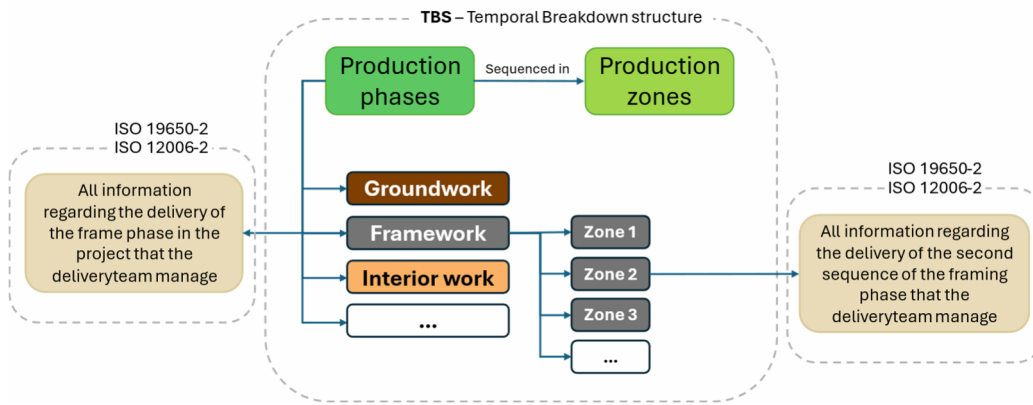 TBS – Temporal Breakdown structure
Production
phases
Sequenced in
Production
zones
ISO 19650-2
ISO 12006-2
All information
regarding the delivery of
the frame phase in the
project that the
deliveryteam manage
Groundwork
Framework
Interior work
...
Zone 1
Zone 2
Zone 3
...
ISO 19650-2
ISO 12006-2
All information regarding
the delivery of the second
sequence of the framing
phase that the
deliveryteam manage